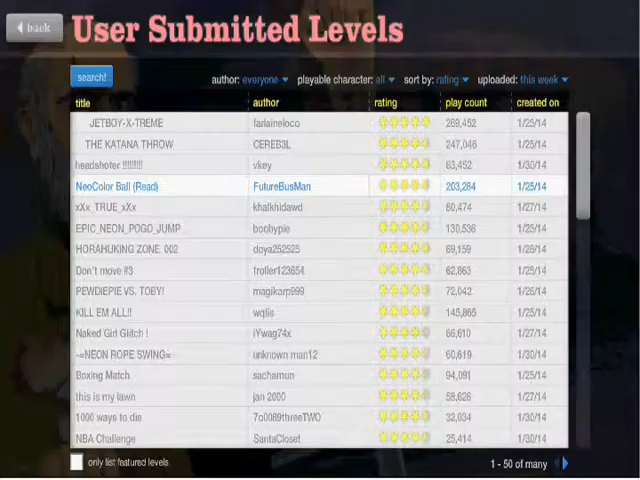 back
User Submitted Levels
search! author: everyone playable character: all sort by: rating uploaded: this week
title author rating play count created on
JETBOY-X-TREME farlaineloco 289,452 1/25/14
THE KATANA THROW CEREB3L 247,046 1/25/14
headshoter !!!!!!!!! vkey 63,452 1/30/14
NeoColor Ball (Read) FutureBusMan 203,284 1/25/14
xXx_TRUE_xXx khalkhidawd 80,474 1/27/14
EPIC_NEON_POGO_JUMP boobypie 130,536 1/25/14
HORAHUKING ZONE 002 doya252525 69,159 1/28/14
Don't move #3 troller123654 62,863 1/25/14
PEWDIEPIE VS. TOBY! magikarp999 72,042 1/26/14
KILL EM ALL!! wqlis 145,865 1/25/14
Naked Girl Glitch ! iYwag74x 66,610 1/27/14
-=NEON ROPE SWING=- unknown man12 60,619 1/30/14
Boxing Match sachamun 94,091 1/25/14
this is my lawn jan 2000 58,626 1/27/14
1000 ways to die 7o0089threeTWO 32,034 1/30/14
NBA Challenge SantaCloset 25,414 1/30/14
only list featured levels 1 - 50 of many